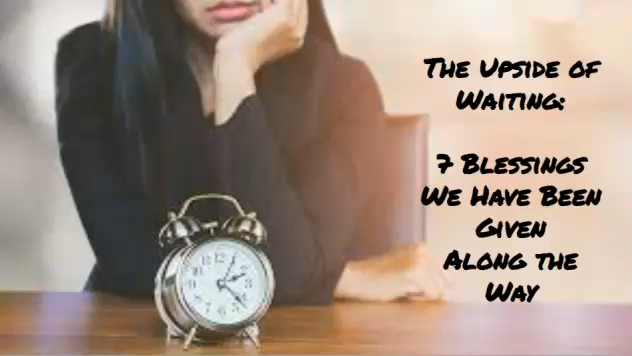 The Upside of
Waiting:
7 Blessings
We Have Been
Given
Along the
Way